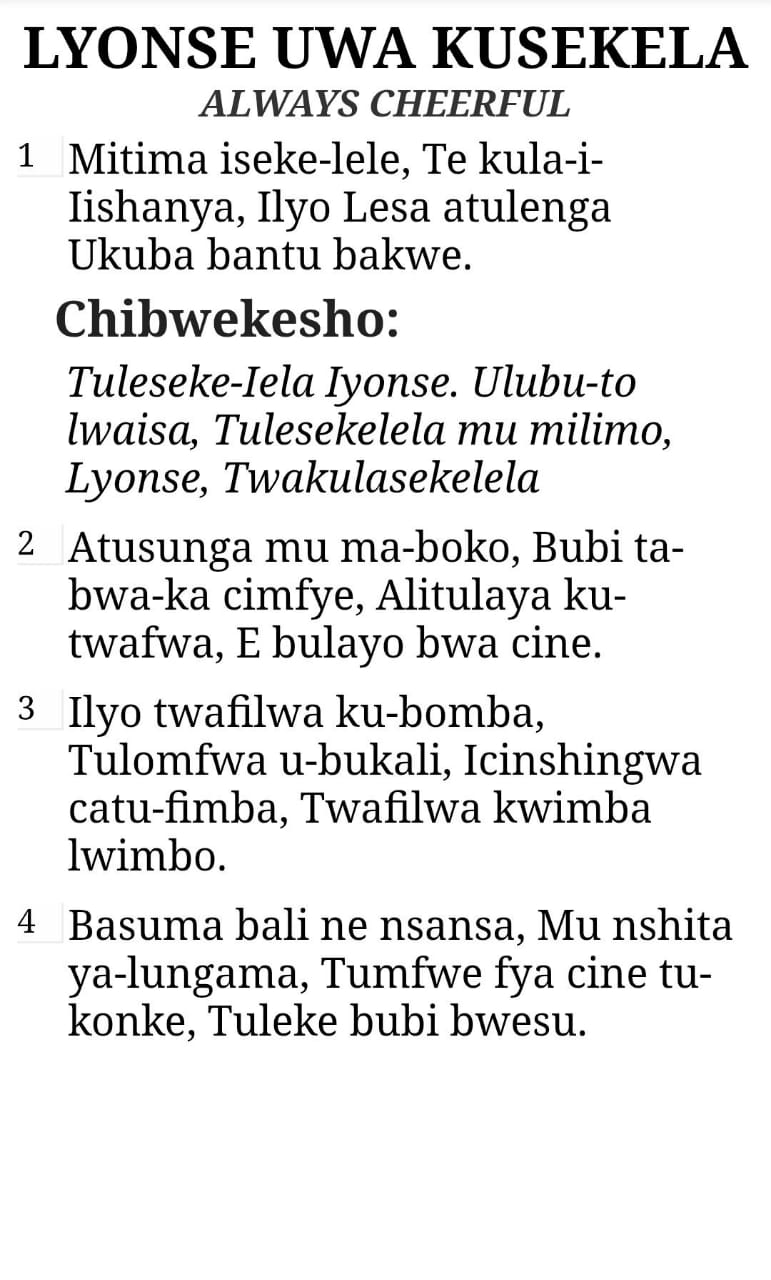 LYONSE UWA KUSEKELA
ALWAYS CHEERFUL
1 Mitima iseke-lele, Te kula-i-
Iishanya, Ilyo Lesa atulenga
Ukuba bantu bakwe.
Chibwekesho:
Tuleseke-Iela Iyonse. Ulubu-to
lwaisa, Tulesekelela mu milimo,
Lyonse, Twakulasekelela
2 Atusunga mu ma-boko, Bubi ta-
bwa-ka cimfye, Alitulaya ku-
twafwa, E bulayo bwa cine.
3 Ilyo twafilwa ku-bomba,
Tulomfwa u-bukali, Icinshingwa
catu-fimba, Twafilwa kwimba
lwimbo.
4 Basuma bali ne nsansa, Mu nshita
ya-lungama, Tumfwe fya cine tu-
konke, Tuleke bubi bwesu.